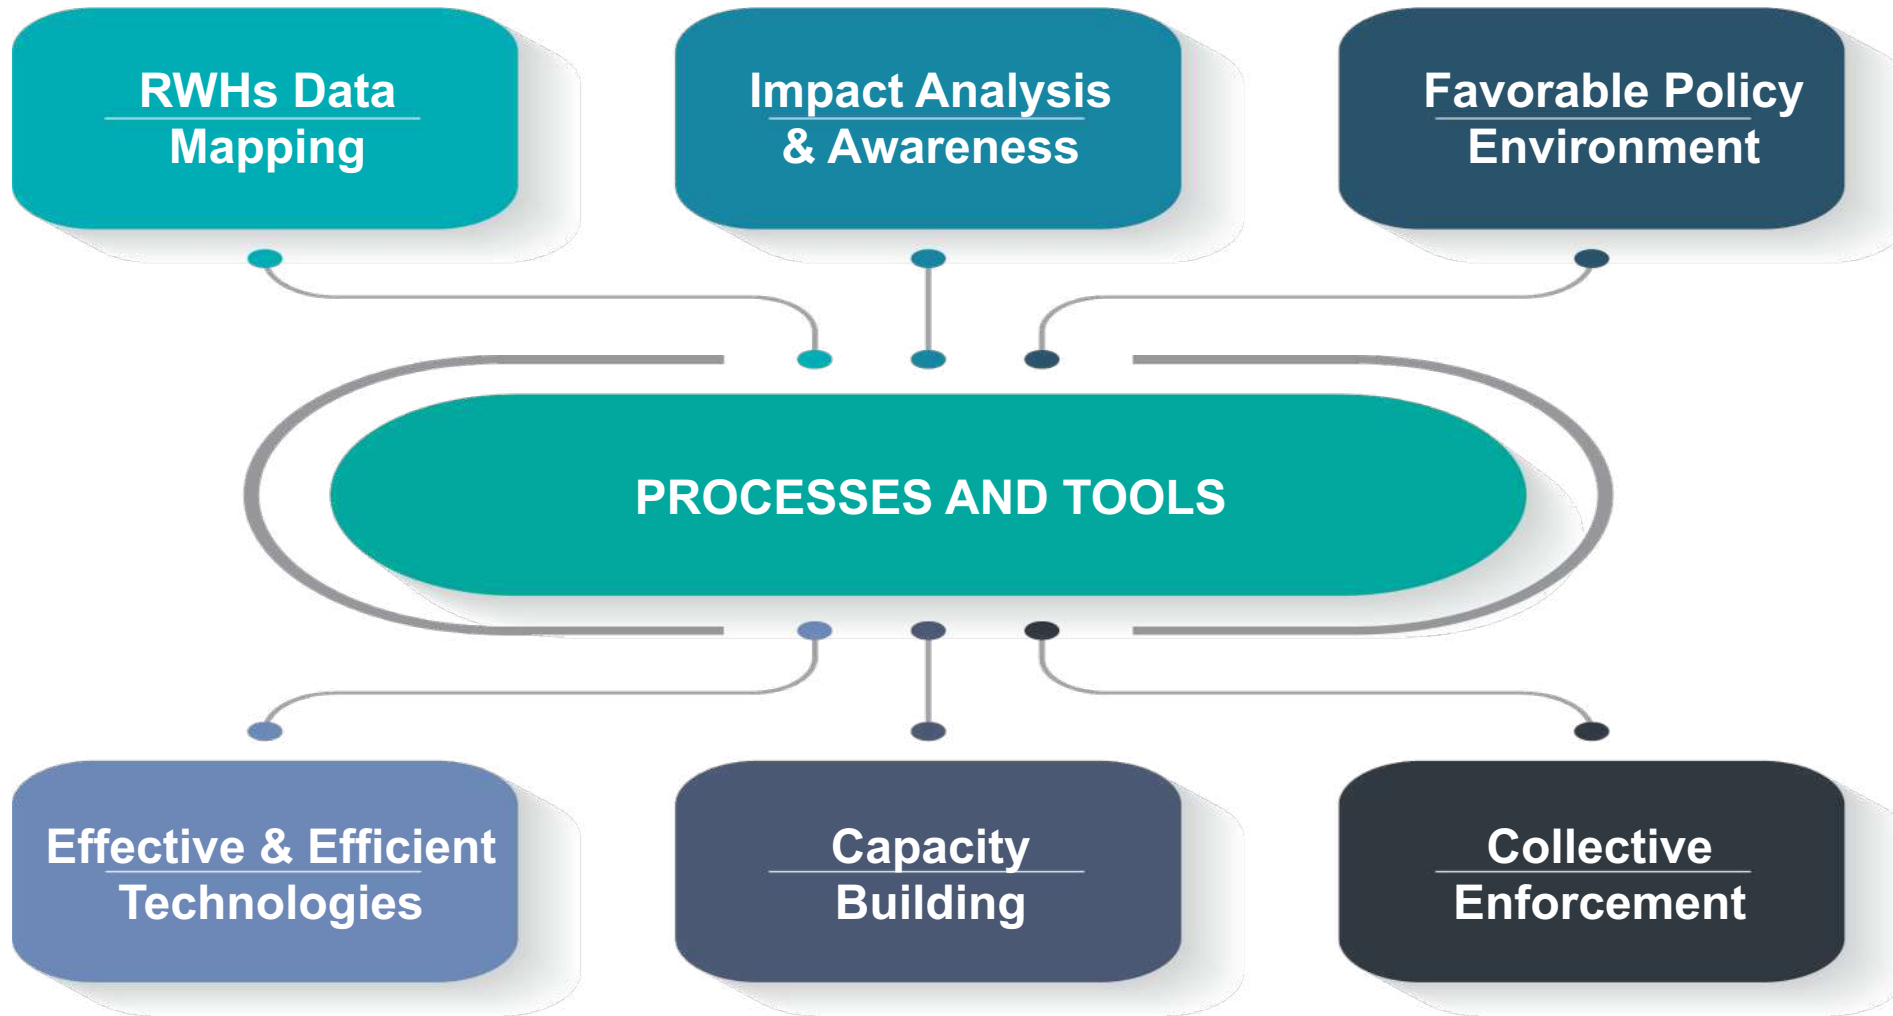 RWHs Data
Mapping
Impact Analysis
& Awareness
Favorable Policy
Environment
PROCESSES AND TOOLS
Effective & Efficient
Technologies
Capacity
Building
Collective
Enforcement